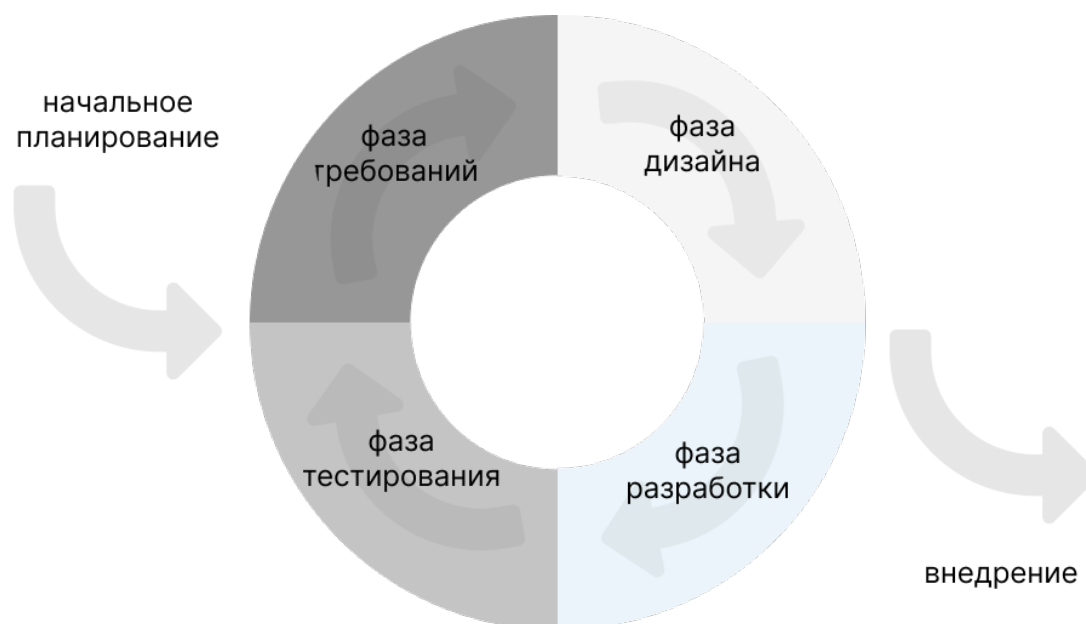 начальное
планирование
фаза
требований
фаза
дизайна
фаза
тестирования
фаза
разработки
внедрение